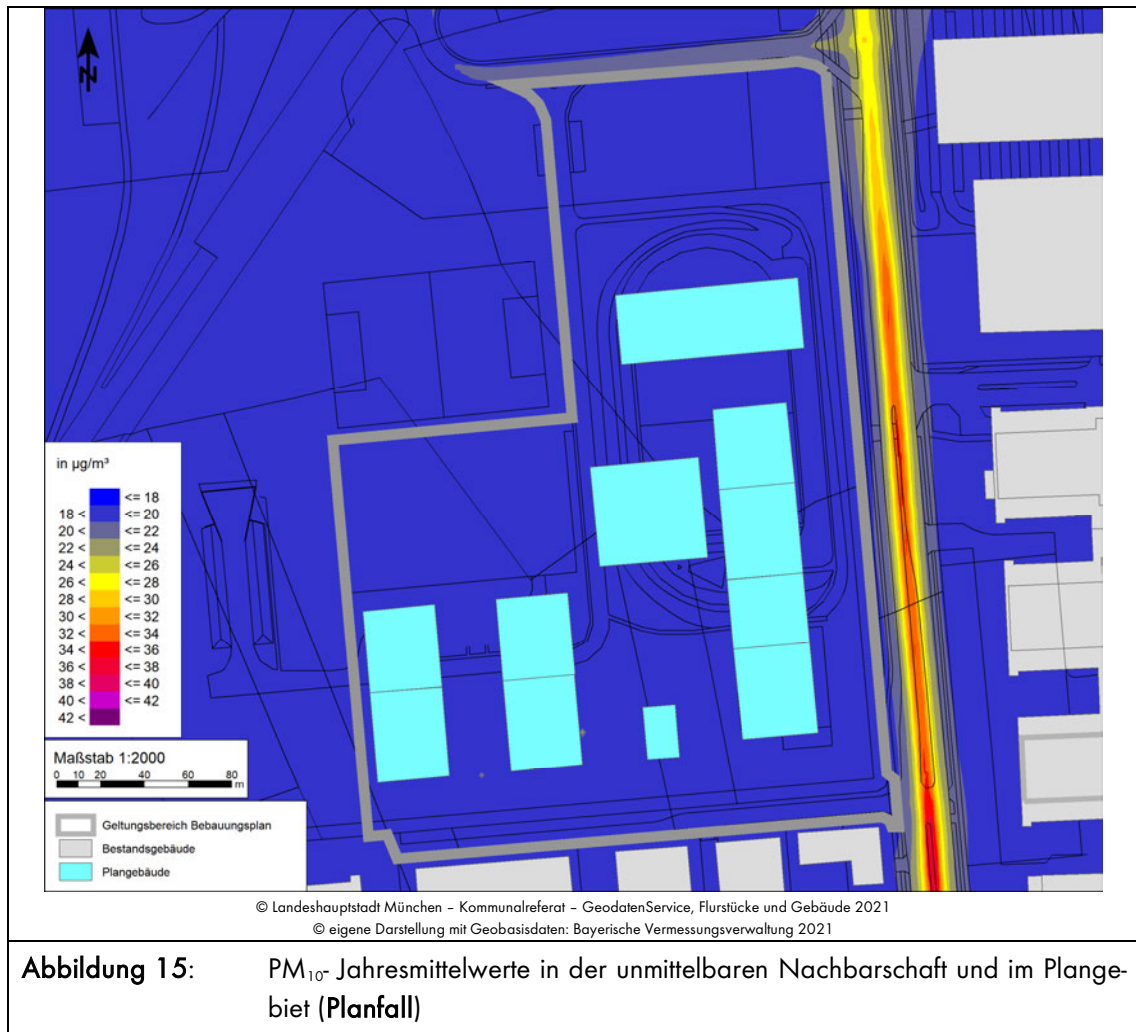 N
in µg/m³
<= 18
18 < <= 20
20 < <= 22
22 < <= 24
24 < <= 26
26 < <= 28
28 < <= 30
30 < <= 32
32 < <= 34
34 < <= 36
36 < <= 38
38 < <= 40
40 < <= 42
42 <
Maßstab 1:2000
0 10 20 40 60 80
m
Geltungsbereich Bebauungsplan
Bestandsgebäude
Plangebäude
© Landeshauptstadt München – Kommunalreferat – GeodatenService, Flurstücke und Gebäude 2021
© eigene Darstellung mit Geobasisdaten: Bayerische Vermessungsverwaltung 2021
Abbildung 15: PM₁₀- Jahresmittelwerte in der unmittelbaren Nachbarschaft und im Plange-
biet (Planfall)